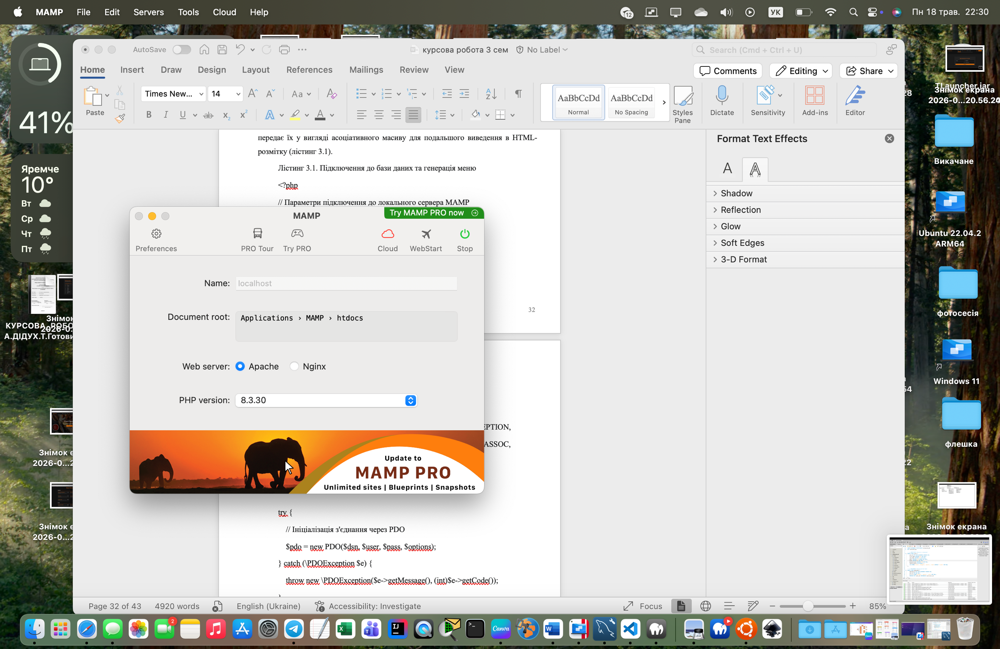 MAMP File Edit Servers Tools Cloud Help 12 УК Пн 18 трав. 22:30
AutoSave курсова робота 3 сем No Label Search (Cmd + Ctrl + U)
Home Insert Draw Design Layout References Mailings Review View Comments Editing Share
Paste Times New... 14 Aa AaBbCcDd AaBbCcDd
Normal No Spacing Styles Pane Dictate Sensitivity Add-ins Editor
41%
Яремче
10°
Вт
Ср
Чт
Пт
передає їх у вигляді асоціативного масиву для подальшого виведення в HTML-
розмітку (лістинг 3.1).
Лістинг 3.1. Підключення до бази даних та генерація меню
<?php
// Параметри підключення до локального сервера MAMP
32
MAMP Try MAMP PRO now
Preferences PRO Tour Try PRO Cloud WebStart Stop
Name: localhost
Document root: Applications › MAMP › htdocs
Web server: Apache Nginx
PHP version: 8.3.30
Update to
MAMP PRO
Unlimited sites | Blueprints | Snapshots
EPTION,
ASSOC,
try {
// Ініціалізація з'єднання через PDO
$pdo = new PDO($dsn, $user, $pass, $options);
} catch (\PDOException $e) {
throw new \PDOException($e->getMessage(), (int)$e->getCode());
Format Text Effects
Shadow
Reflection
Glow
Soft Edges
3-D Format
TLauncher.jar
Знімок екрана
2026-0...20.56.24
28
Викачане
Ubuntu 22.04.2
ARM64
фотосесія
Windows 11
54
флешка
22
Знімок екрана
Знімок
2026-0.
КУРСОВА_РОБО
А.ДІДУХ.Т.Готови
Знімок е
2026-0...2
Знімок е
2026-0...2
Page 32 of 43 4920 words English (Ukraine) Accessibility: Investigate Focus 85%
2 Canva